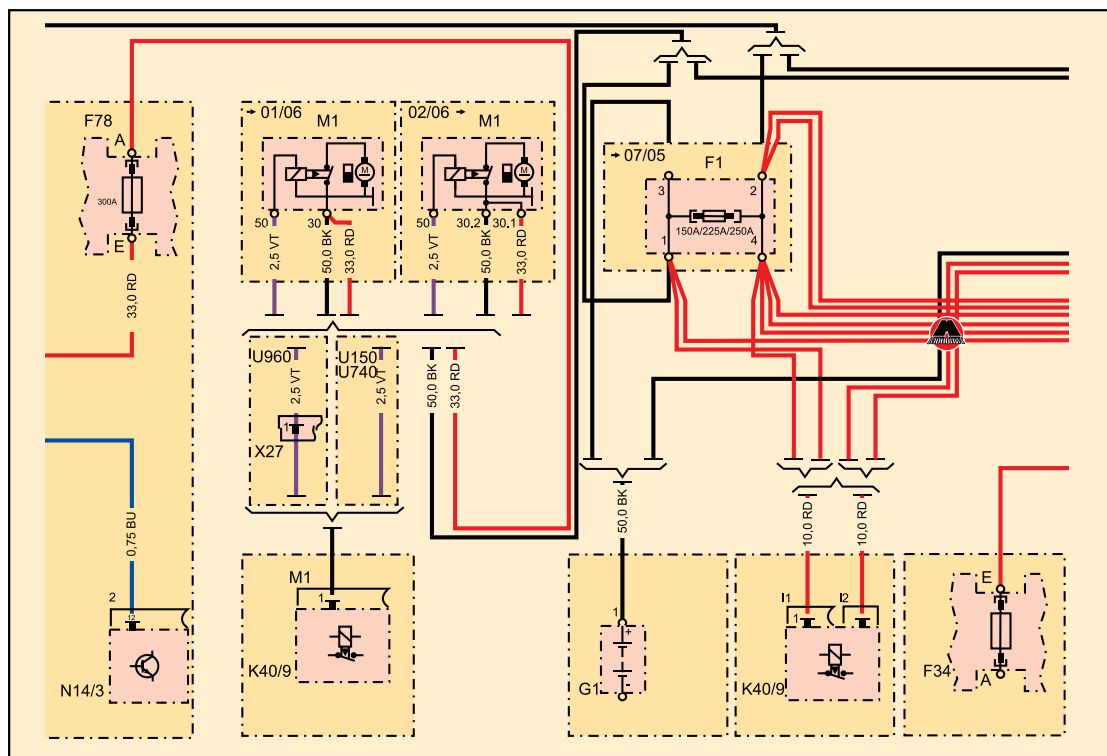 F78
A
300A
E
33,0 RD
0,75 BU
2
12
N14/3
01/06
M1
M
50
30
2,5 VT
50,0 BK
33,0 RD
02/06
M1
M
50
30.2
30.1
2,5 VT
50,0 BK
33,0 RD
U960
2,5 VT
1
X27
U150
U740
2,5 VT
50,0 BK
33,0 RD
M1
1
K40/9
07/05
F1
3
2
150A/225A/250A
1
4
50,0 BK
1
+
-
G1
10,0 RD
10,0 RD
I1
I2
1
K40/9
E
F34
A